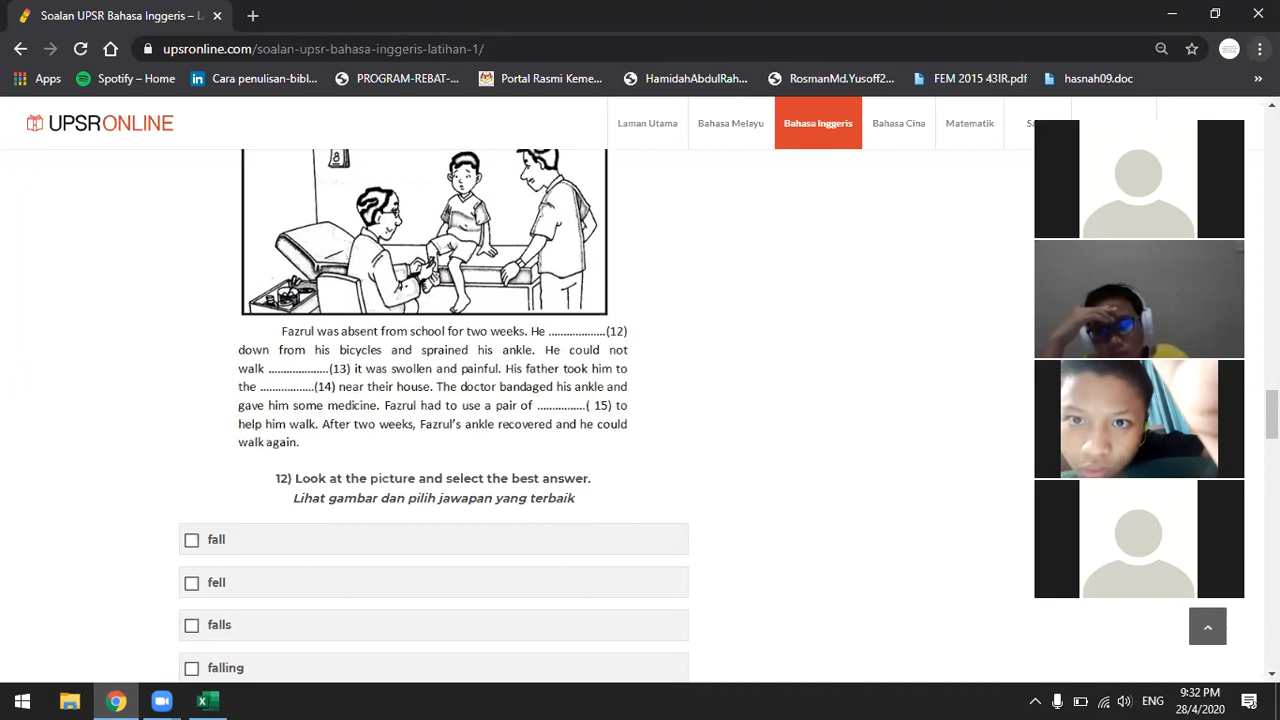 Soalan UPSR Bahasa Inggeris – L
upsronline.com/soalan-upsr-bahasa-inggeris-latihan-1/
Apps Spotify – Home Cara penulisan-bibl... PROGRAM-REBAT-... Portal Rasmi Keme... HamidahAbdulRah... RosmanMd.Yusoff2... FEM 2015 43IR.pdf hasnah09.doc »
UPSRONLINE
Laman Utama Bahasa Melayu Bahasa Inggeris Bahasa Cina Matematik
Fazrul was absent from school for two weeks. He ...................(12)
down from his bicycles and sprained his ankle. He could not
walk ....................(13) it was swollen and painful. His father took him to
the ..................(14) near their house. The doctor bandaged his ankle and
gave him some medicine. Fazrul had to use a pair of ................( 15) to
help him walk. After two weeks, Fazrul's ankle recovered and he could
walk again.
12) Look at the picture and select the best answer.
Lihat gambar dan pilih jawapan yang terbaik
fall
fell
falls
falling
ENG
9:32 PM
28/4/2020